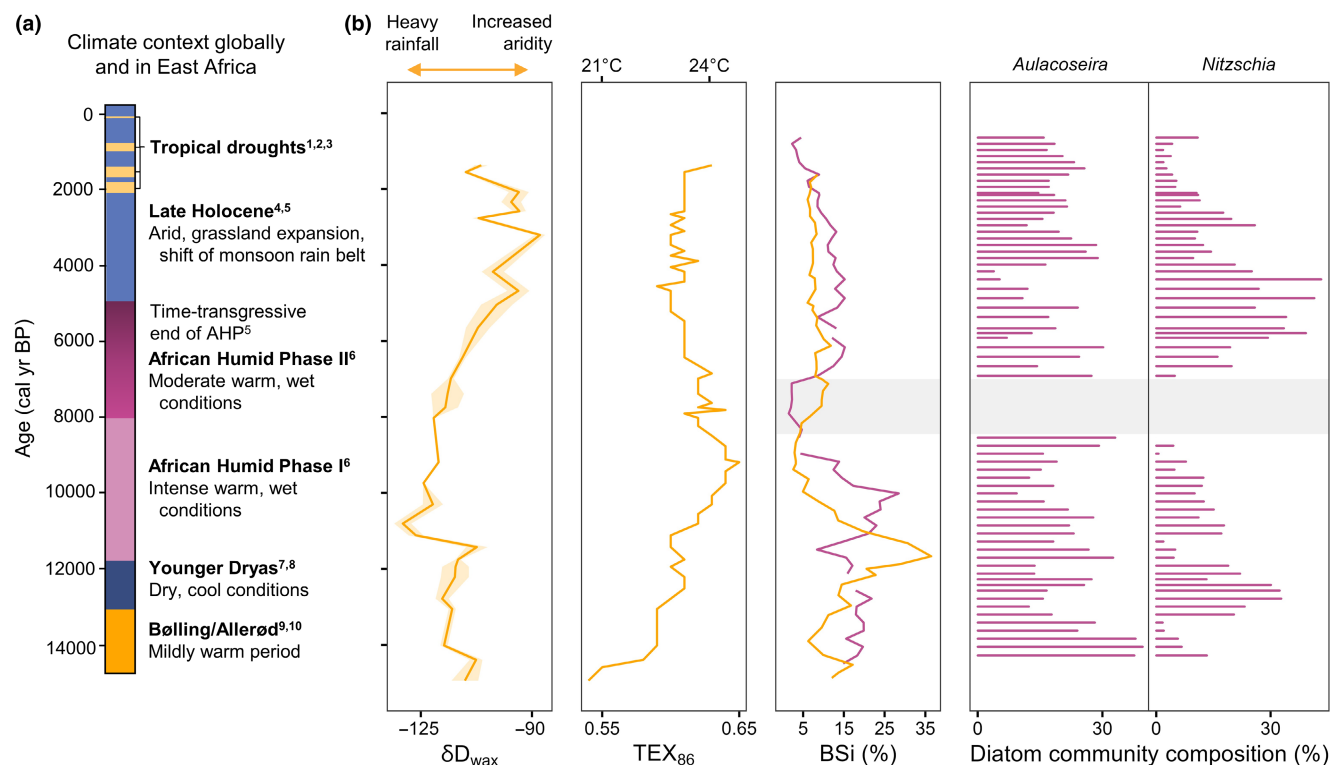 (a)
Climate context globally
and in East Africa
Age (cal yr BP)
0
2000
4000
6000
8000
10000
12000
14000
Tropical droughts1,2,3
Late Holocene4,5
Arid, grassland expansion,
shift of monsoon rain belt
Time-transgressive
end of AHP5
African Humid Phase II6
Moderate warm, wet
conditions
African Humid Phase I6
Intense warm, wet
conditions
Younger Dryas7,8
Dry, cool conditions
Bølling/Allerød9,10
Mildly warm period
(b)
Heavy
rainfall
Increased
aridity
−125 −90
δDwax
21°C 24°C
0.55 0.65
TEX86
5 15 25 35
BSi (%)
Aulacoseira Nitzschia
0 30 0 30
Diatom community composition (%)